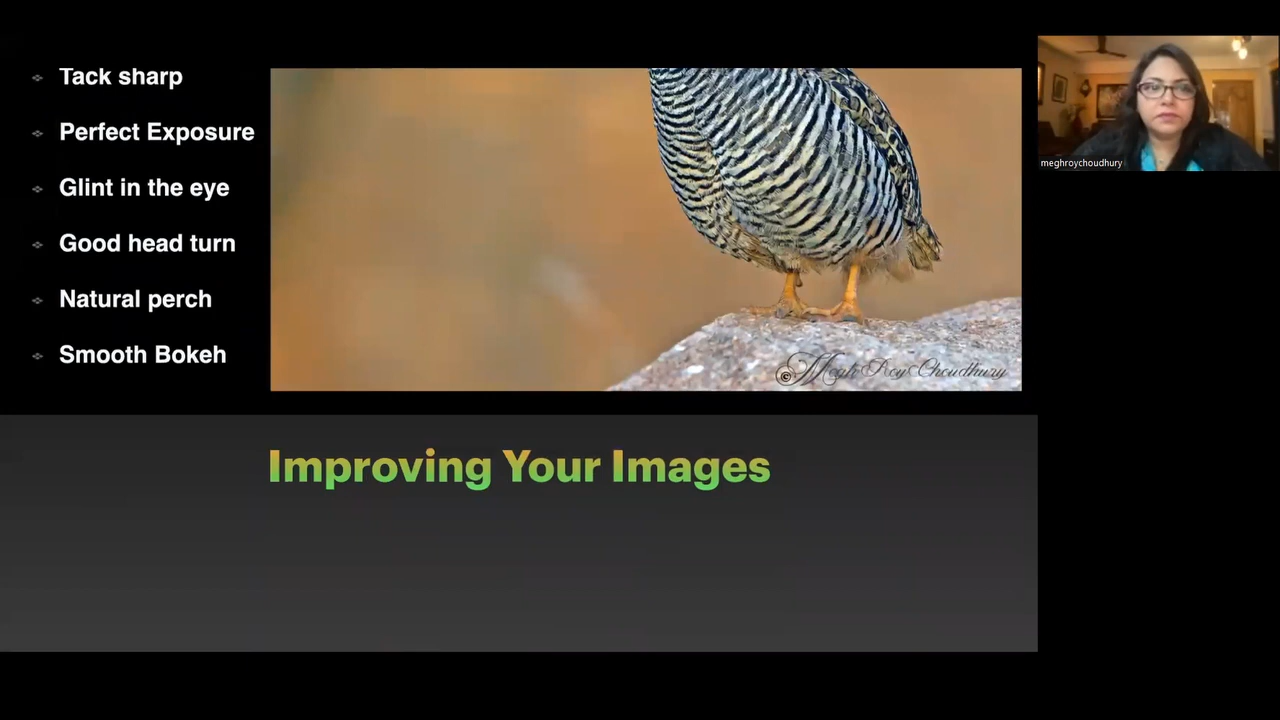 Tack sharp
Perfect Exposure
Glint in the eye
Good head turn
Natural perch
Smooth Bokeh
© Megh Roy Choudhury
Improving Your Images
meghroychoudhury